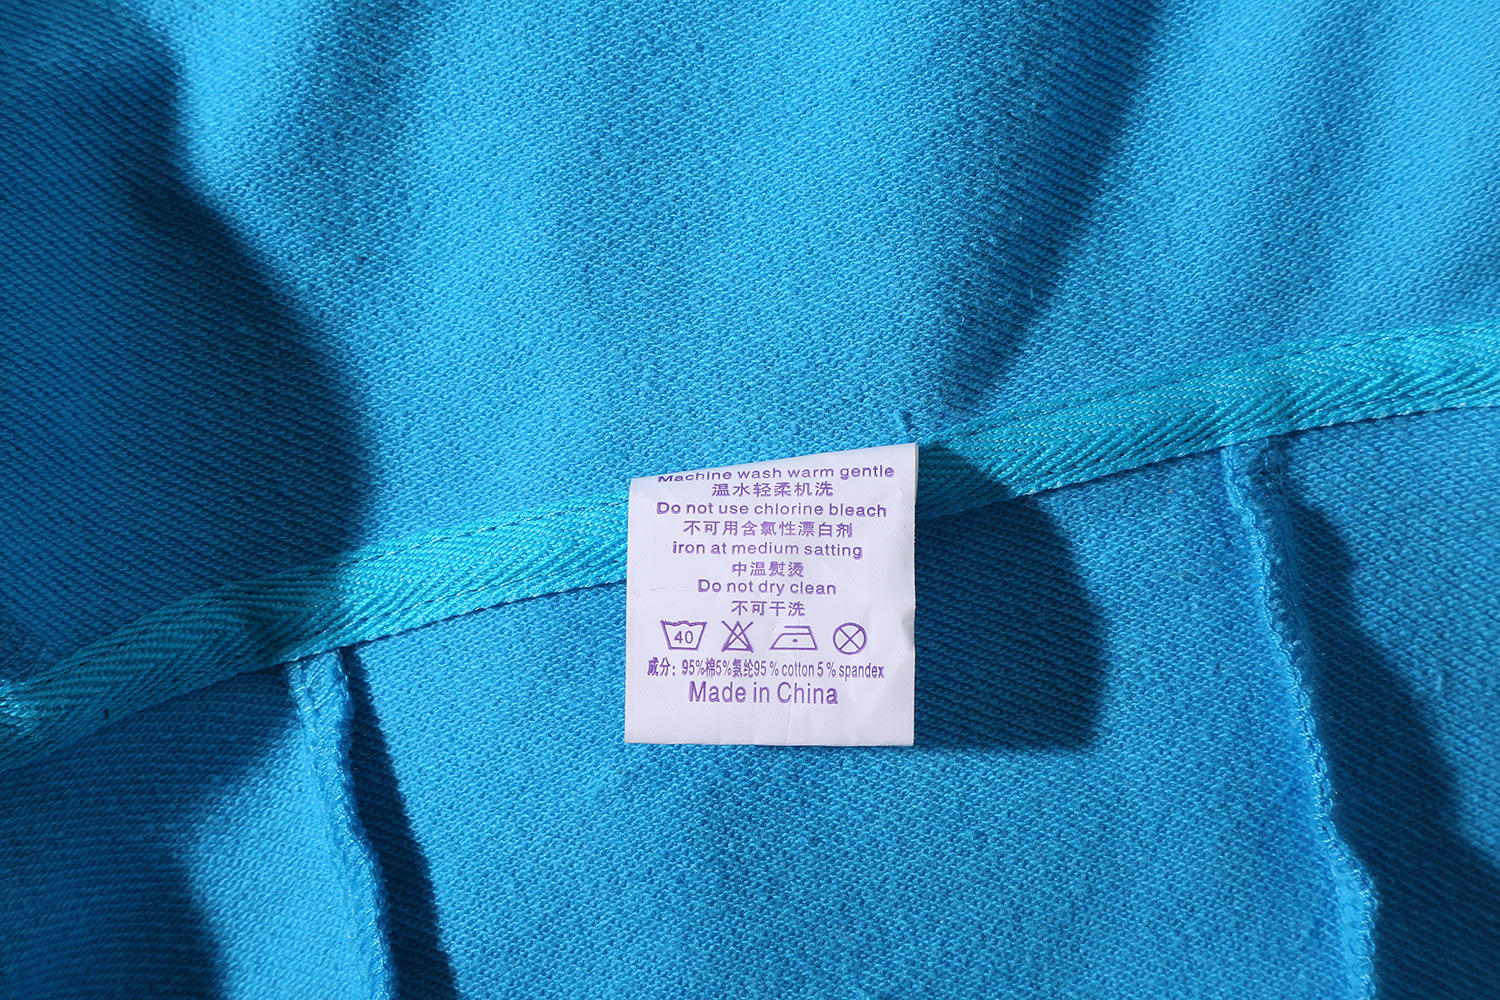 Machine wash warm gentle
温水轻柔机洗
Do not use chlorine bleach
不可用含氯性漂白剂
iron at medium satting
中温熨烫
Do not dry clean
不可干洗
40
成分：95%棉5%氨纶95 % cotton 5 % spandex
Made in China